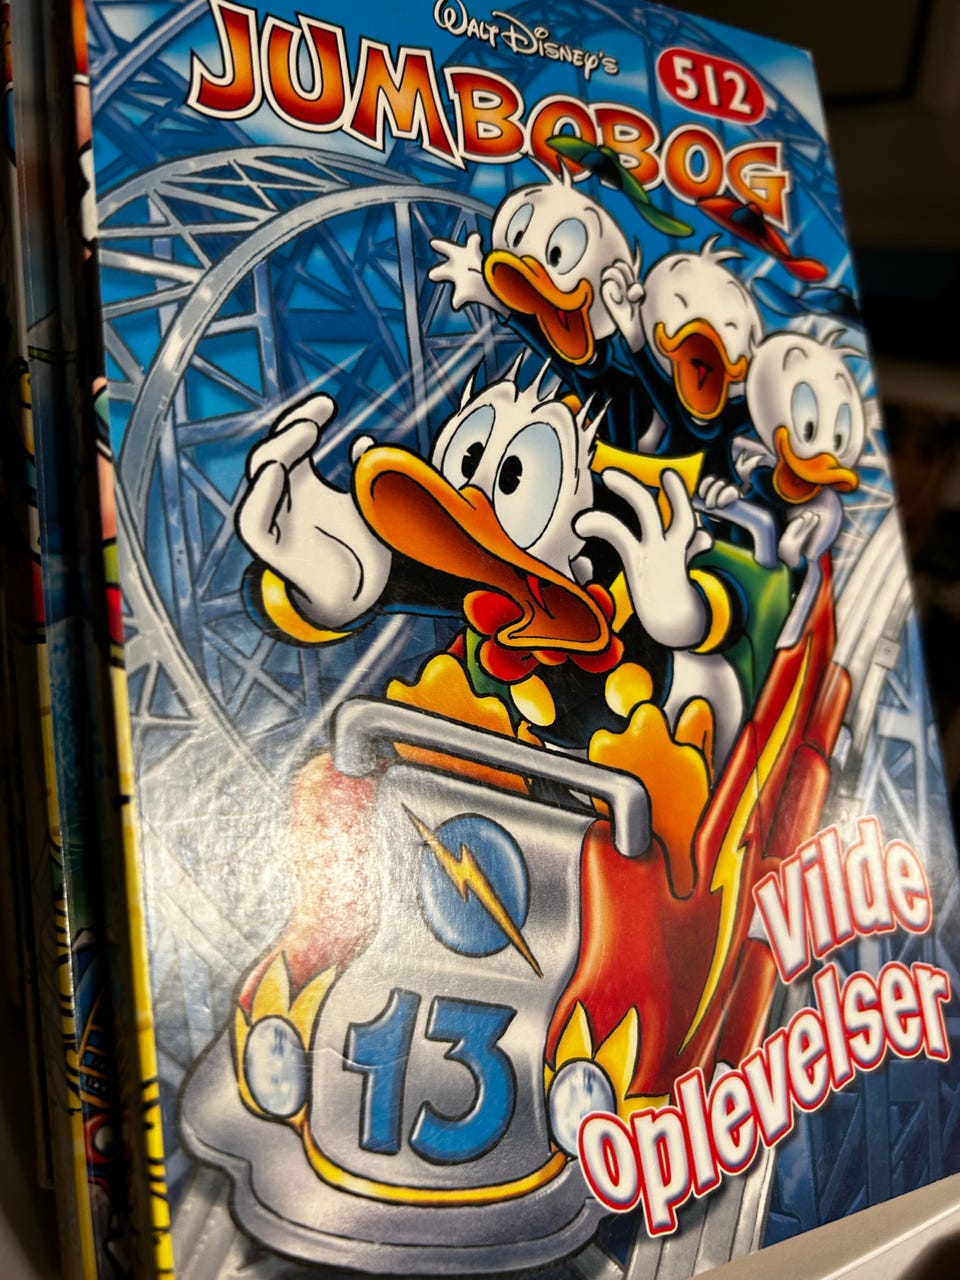 Walt Disney's
JUMBOBOG
512
13
Vilde
oplevelser